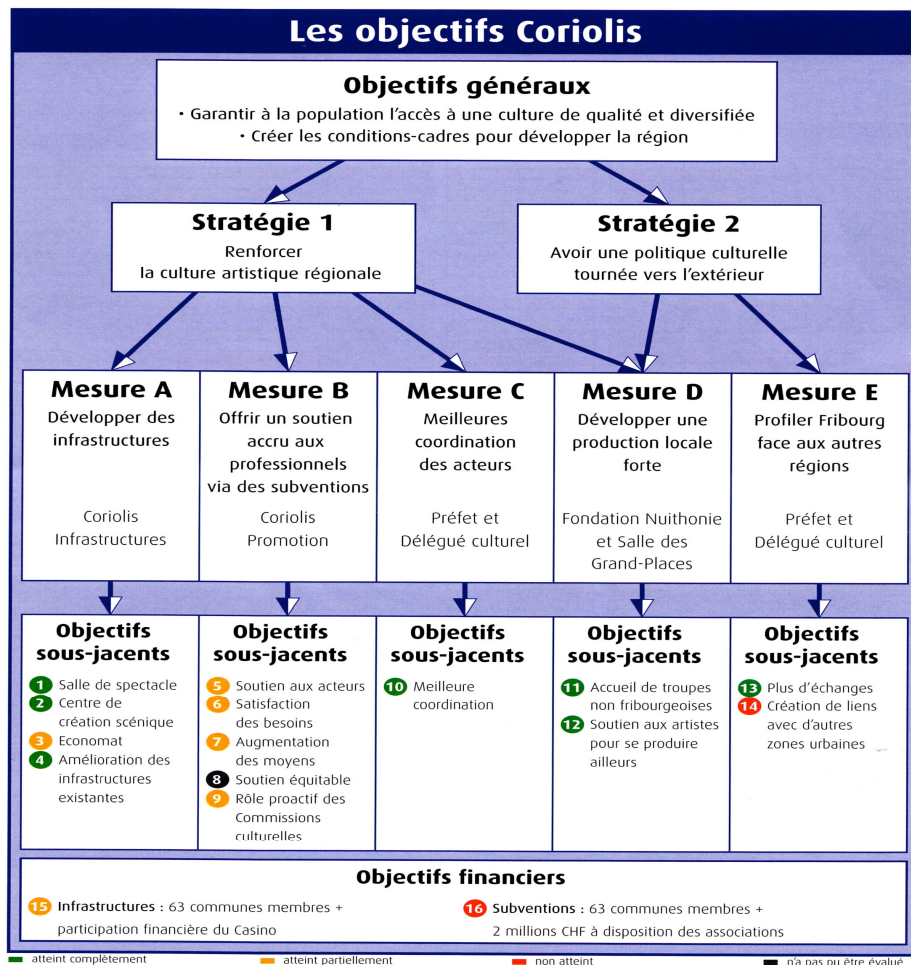 Les objectifs Coriolis
Objectifs généraux
• Garantir à la population l'accès à une culture de qualité et diversifiée
• Créer les conditions-cadres pour développer la région
Stratégie 1
Renforcer
la culture artistique régionale
Stratégie 2
Avoir une politique culturelle
tournée vers l'extérieur
Mesure A
Développer des
infrastructures
Coriolis
Infrastructures
Mesure B
Offrir un soutien
accru aux
professionnels
via des subventions
Coriolis
Promotion
Mesure C
Meilleures
coordination
des acteurs
Préfet et
Délégué culturel
Mesure D
Développer une
production locale
forte
Fondation Nuithonie
et Salle des
Grand-Places
Mesure E
Profiler Fribourg
face aux autres
régions
Préfet et
Délégué culturel
Objectifs
sous-jacents
1 Salle de spectacle
2 Centre de
création scénique
3 Economat
4 Amélioration des
infrastructures
existantes
Objectifs
sous-jacents
5 Soutien aux acteurs
6 Satisfaction
des besoins
7 Augmentation
des moyens
8 Soutien équitable
9 Rôle proactif des
Commissions
culturelles
Objectifs
sous-jacents
10 Meilleure
coordination
Objectifs
sous-jacents
11 Accueil de troupes
non fribourgeoises
12 Soutien aux artistes
pour se produire
ailleurs
Objectifs
sous-jacents
13 Plus d'échanges
14 Création de liens
avec d'autres
zones urbaines
Objectifs financiers
15 Infrastructures : 63 communes membres +
participation financière du Casino
16 Subventions : 63 communes membres +
2 millions CHF à disposition des associations
atteint complètement
atteint partiellement
non atteint
n'a pas pu être évalué